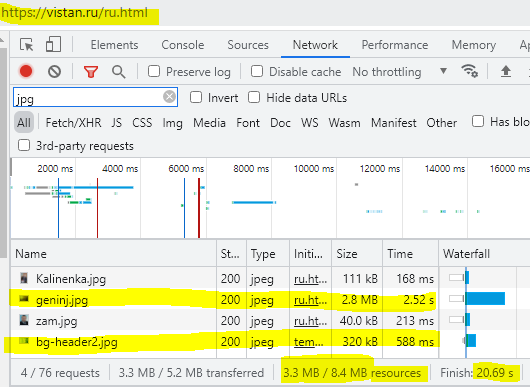 https://vistan.ru/ru.html
Elements Console Sources Network Performance Memory
Preserve log Disable cache No throttling
jpg Invert Hide data URLs
All Fetch/XHR JS CSS Img Media Font Doc WS Wasm Manifest Other Has blo
3rd-party requests
2000 ms 4000 ms 6000 ms 8000 ms 10000 ms 12000 ms 14000 ms 16000 ms
Name St... Type Initi... Size Time Waterfall
Kalinenka.jpg 200 jpeg ru.ht... 111 kB 168 ms
geninj.jpg 200 jpeg ru.ht... 2.8 MB 2.52 s
zam.jpg 200 jpeg ru.ht... 40.0 kB 213 ms
bg-header2.jpg 200 jpeg tem... 320 kB 588 ms
4 / 76 requests 3.3 MB / 5.2 MB transferred 3.3 MB / 8.4 MB resources Finish: 20.69 s